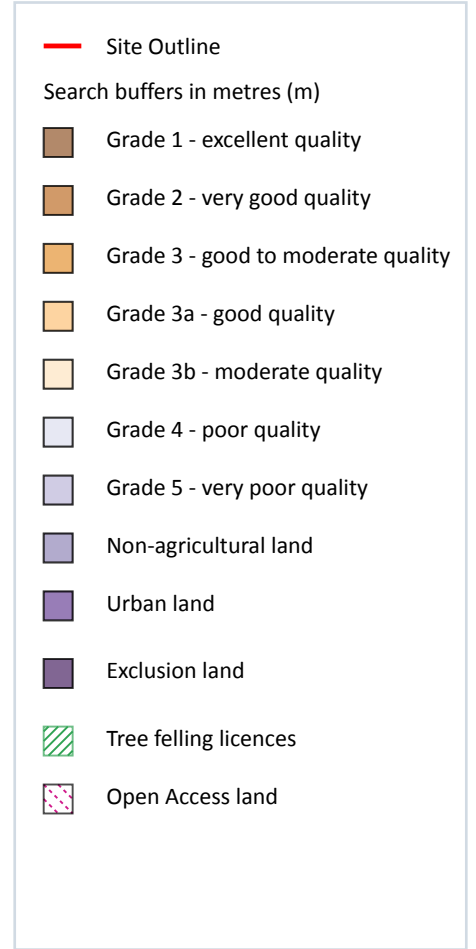 Site Outline
Search buffers in metres (m)
Grade 1 - excellent quality
Grade 2 - very good quality
Grade 3 - good to moderate quality
Grade 3a - good quality
Grade 3b - moderate quality
Grade 4 - poor quality
Grade 5 - very poor quality
Non-agricultural land
Urban land
Exclusion land
Tree felling licences
Open Access land